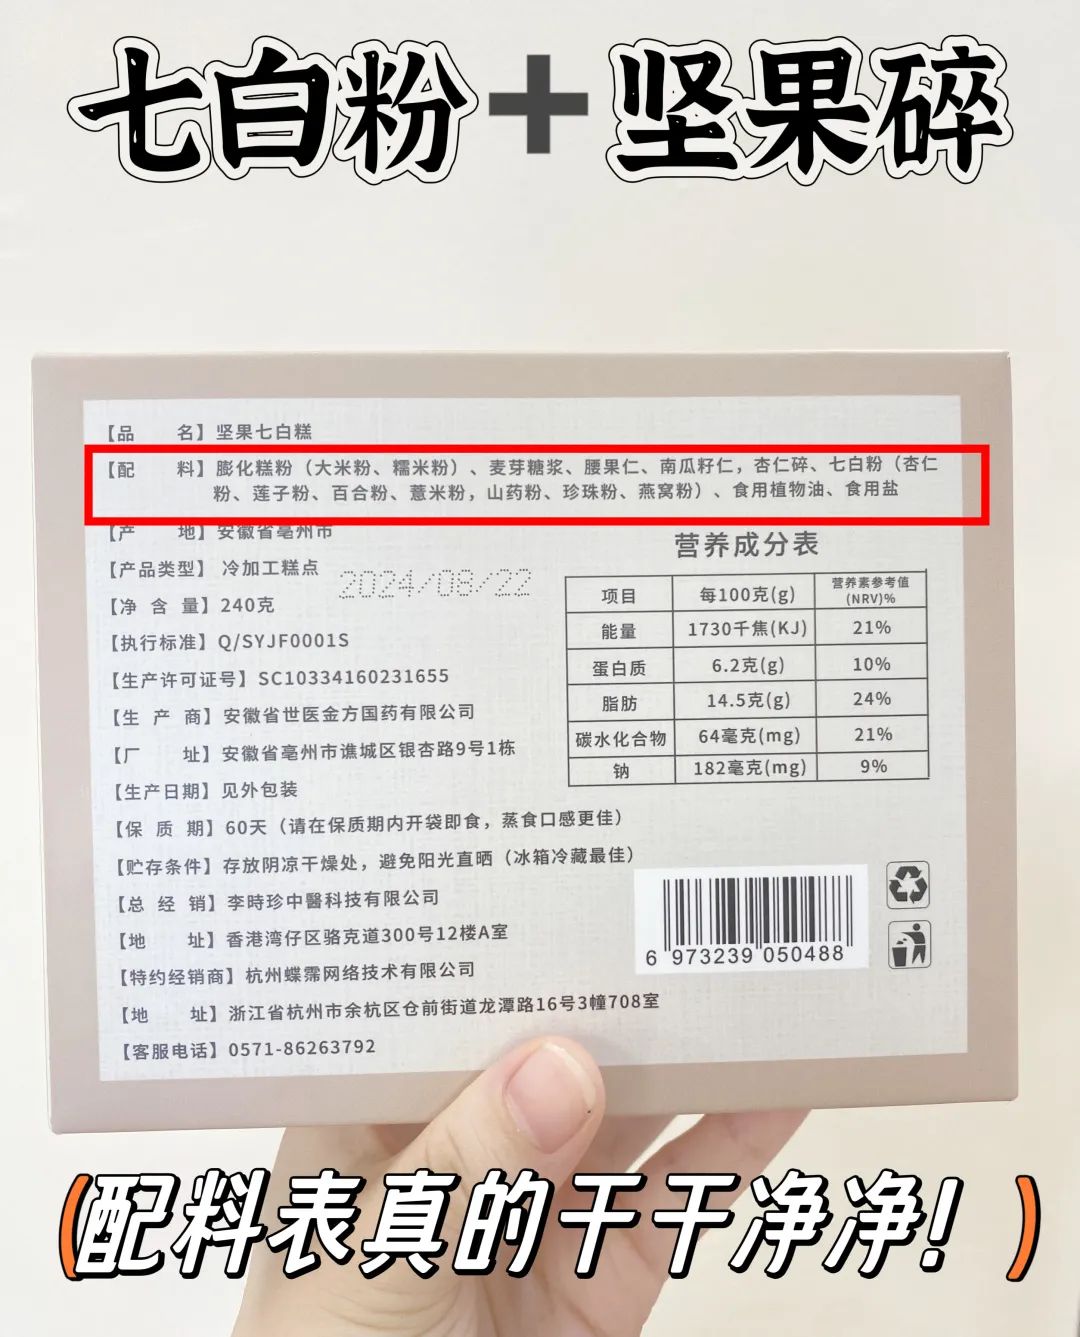 七白粉➕坚果碎
【品 名】坚果七白糕
【配 料】膨化糕粉（大米粉、糯米粉）、麦芽糖浆、腰果仁、南瓜籽仁，杏仁碎、七白粉（杏仁
粉、莲子粉、百合粉、薏米粉，山药粉、珍珠粉、燕窝粉）、食用植物油、食用盐
【产 地】安徽省亳州市
【产品类型】冷加工糕点
2024/08/22
【净 含 量】240克
【执行标准】Q/SYJF0001S
【生产许可证号】SC10334160231655
【生 产 商】安徽省世医金方国药有限公司
【厂 址】安徽省亳州市谯城区银杏路9号1栋
【生产日期】见外包装
【保 质 期】60天（请在保质期内开袋即食，蒸食口感更佳）
【贮存条件】存放阴凉干燥处，避免阳光直晒（冰箱冷藏最佳）
【总 经 销】李時珍中醫科技有限公司
【地 址】香港湾仔区骆克道300号12楼A室
【特约经销商】杭州蝶霈网络技术有限公司
【地 址】浙江省杭州市余杭区仓前街道龙潭路16号3幢708室
【客服电话】0571-86263792
营养成分表
项目 每100克(g) 营养素参考值(NRV)%
能量 1730千焦(KJ) 21%
蛋白质 6.2克(g) 10%
脂肪 14.5克(g) 24%
碳水化合物 64毫克(mg) 21%
钠 182毫克(mg) 9%
6 973239 050488
(配料表真的干干净净！)